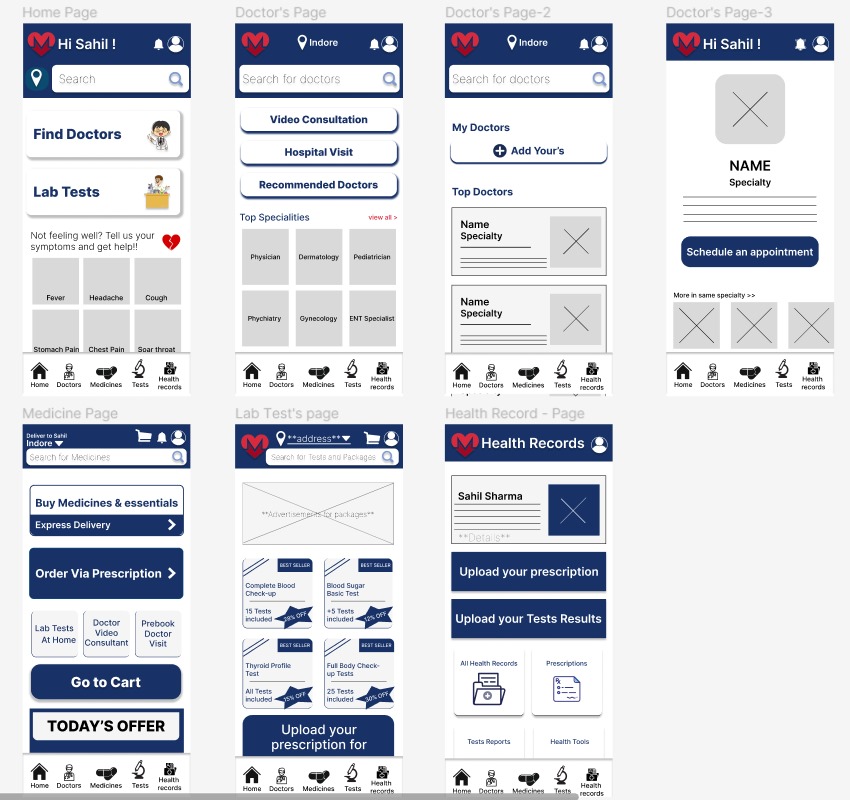 Home Page
Hi Sahil !
Search
Find Doctors
Lab Tests
Not feeling well? Tell us your
symptoms and get help!!
Fever
Headache
Cough
Stomach Pain
Chest Pain
Soar throat
Home
Doctors
Medicines
Tests
Health
records
Doctor's Page
Indore
Search for doctors
Video Consultation
Hospital Visit
Recommended Doctors
Top Specialities
view all >
Physician
Dermatology
Pediatrician
Phychiatry
Gynecology
ENT Specialist
Home
Doctors
Medicines
Tests
Health
records
Doctor's Page-2
Indore
Search for doctors
My Doctors
Add Your's
Top Doctors
Name
Specialty
Name
Specialty
Home
Doctors
Medicines
Tests
Health
records
Doctor's Page-3
Hi Sahil !
NAME
Specialty
Schedule an appointment
More in same specialty >>
Home
Doctors
Medicines
Tests
Health
records
Medicine Page
Deliver to Sahil
Indore
Search for Medicines
Buy Medicines & essentials
Express Delivery
Order Via Prescription
Lab Tests
At Home
Doctor
Video
Consultant
Prebook
Doctor
Visit
Go to Cart
TODAY'S OFFER
Home
Doctors
Medicines
Tests
Health
records
Lab Test's page
**address**
Search for Tests and Packages
**Advertisements for packages**
BEST SELLER
Complete Blood
Check-up
15 Tests
included
BEST SELLER
Blood Sugar
Basic Test
+5 Tests
included
12% OFF
BEST SELLER
Thyroid Profile
Test
All Tests
included
15% OFF
BEST SELLER
Full Body Check-
up Tests
25 Tests
included
30% OFF
Upload your
prescription for
Home
Doctors
Medicines
Tests
Health
records
Health Record - Page
Health Records
Sahil Sharma
**Details**
Upload your prescription
Upload your Tests Results
All Health Records
Prescriptions
Tests Reports
Health Tools
Home
Doctors
Medicines
Tests
Health
records